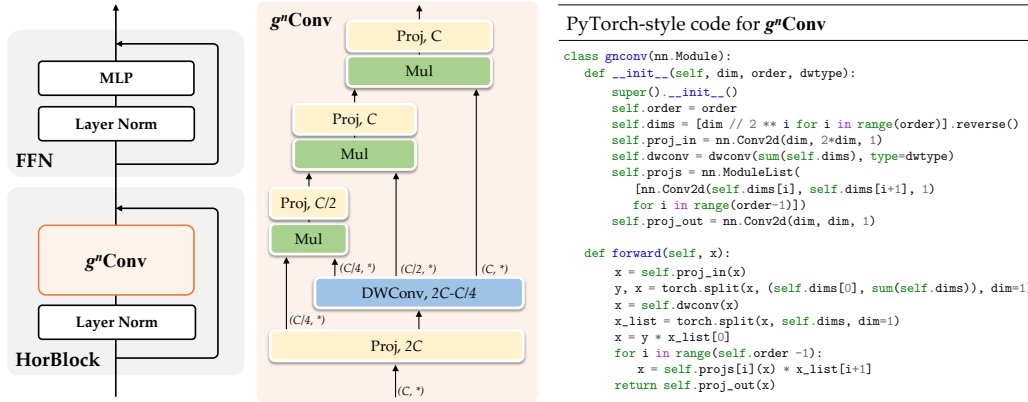 MLP
Layer Norm
FFN
gⁿConv
Layer Norm
HorBlock
gⁿConv
Proj, C
Mul
Proj, C
Mul
Proj, C/2
Mul
(C/4, *)
(C/2, *)
(C, *)
DWConv, 2C-C/4
(C/4, *)
Proj, 2C
(C, *)
PyTorch-style code for gⁿConv
class gnconv(nn.Module):
def __init__(self, dim, order, dwtype):
super().__init__()
self.order = order
self.dims = [dim // 2 ** i for i in range(order)].reverse()
self.proj_in = nn.Conv2d(dim, 2*dim, 1)
self.dwconv = dwconv(sum(self.dims), type=dwtype)
self.projs = nn.ModuleList(
[nn.Conv2d(self.dims[i], self.dims[i+1], 1)
for i in range(order-1)])
self.proj_out = nn.Conv2d(dim, dim, 1)
def forward(self, x):
x = self.proj_in(x)
y, x = torch.split(x, (self.dims[0], sum(self.dims)), dim=1)
x = self.dwconv(x)
x_list = torch.split(x, self.dims, dim=1)
x = y * x_list[0]
for i in range(self.order -1):
x = self.projs[i](x) * x_list[i+1]
return self.proj_out(x)